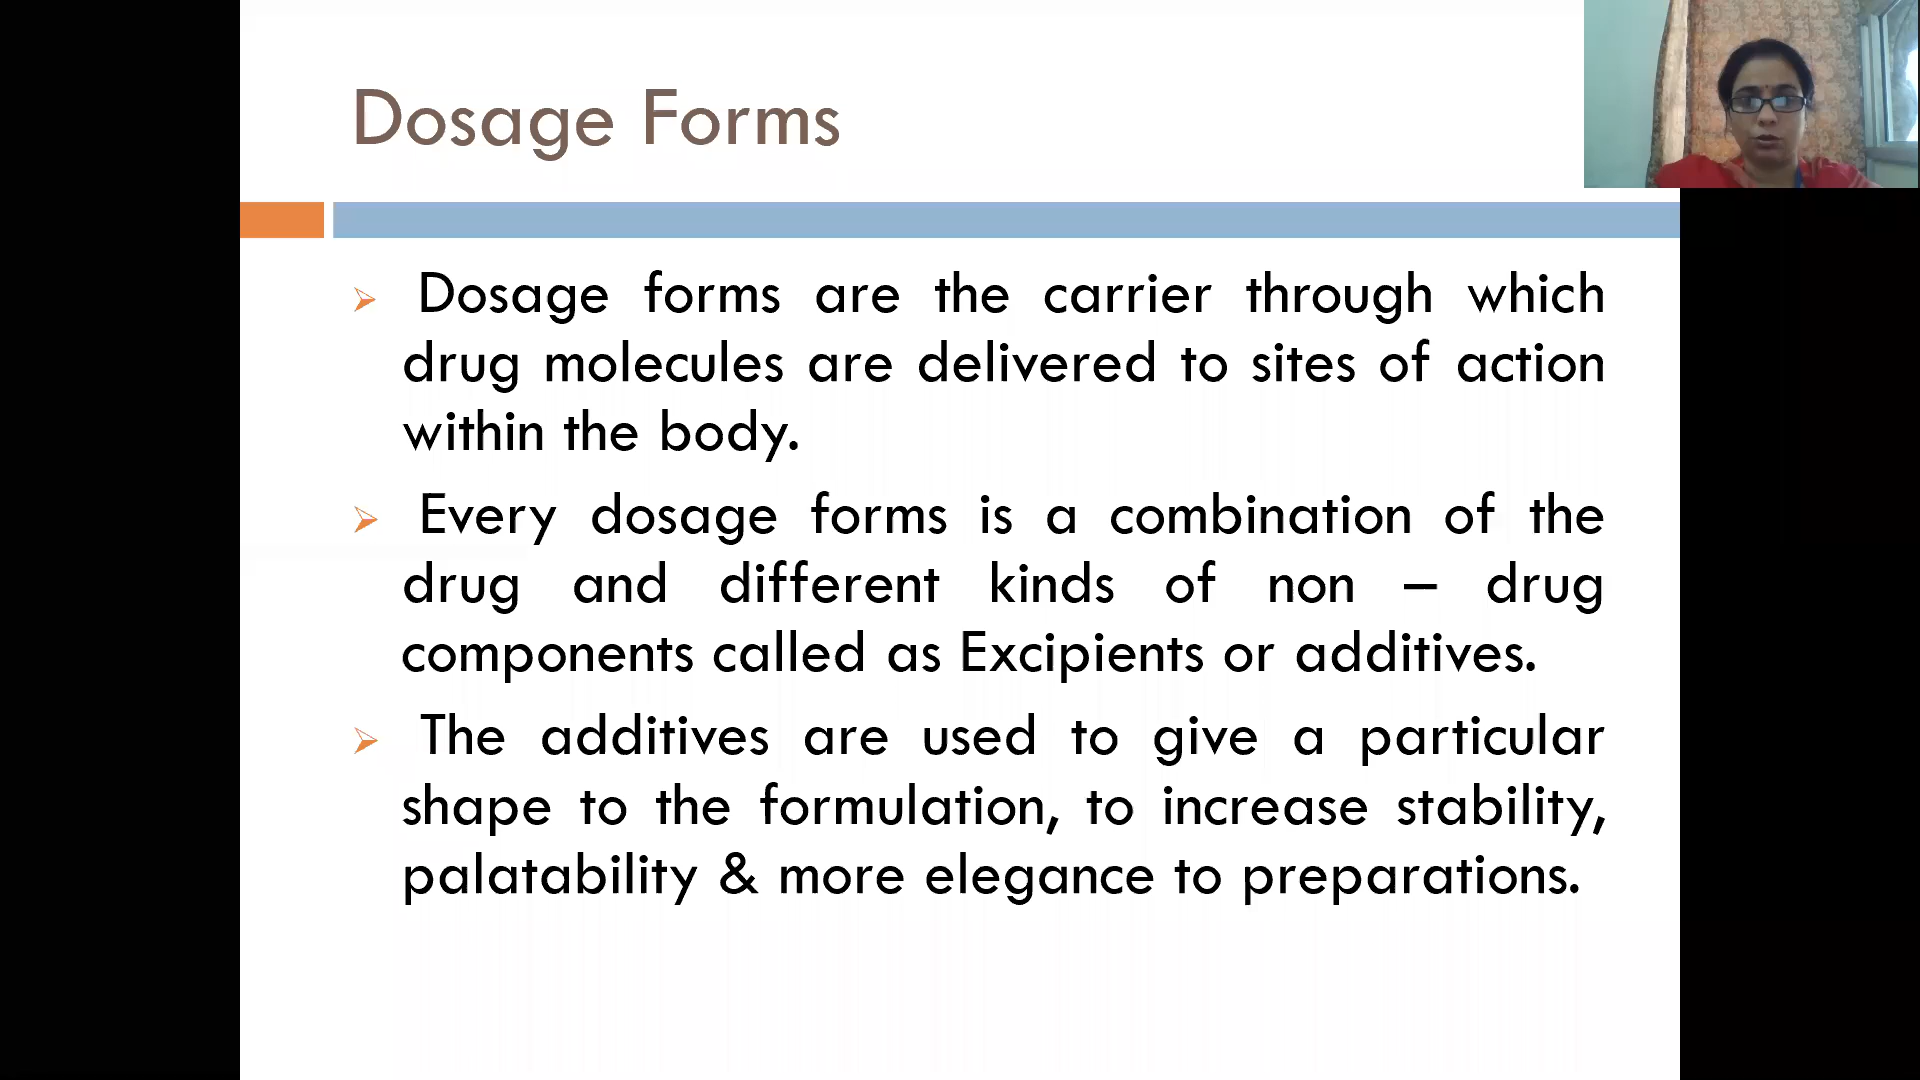 Dosage Forms
Dosage forms are the carrier through which
drug molecules are delivered to sites of action
within the body.
Every dosage forms is a combination of the
drug and different kinds of non – drug
components called as Excipients or additives.
The additives are used to give a particular
shape to the formulation, to increase stability,
palatability & more elegance to preparations.